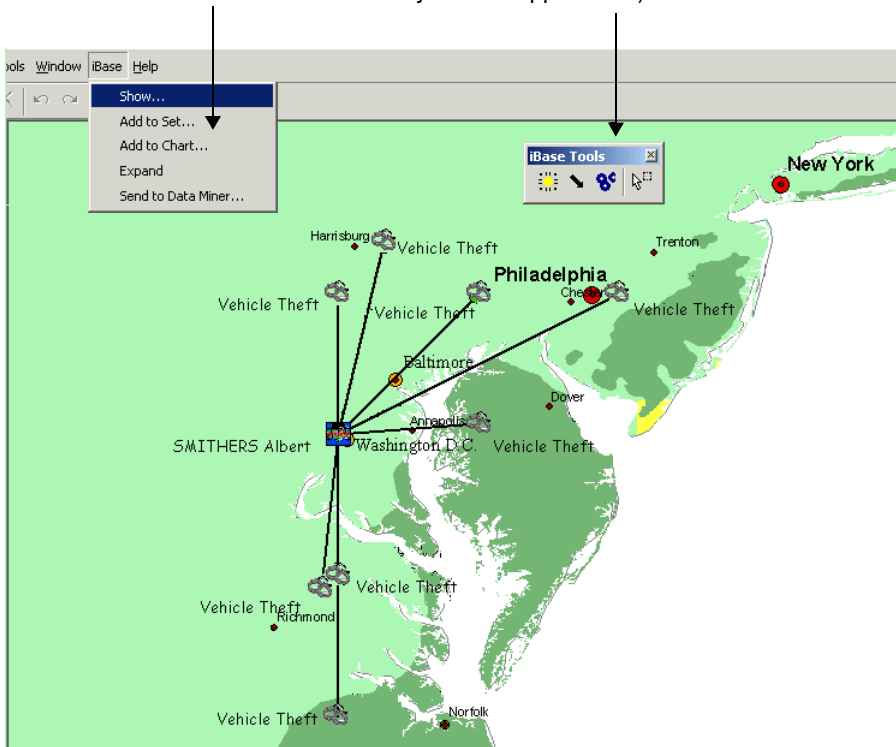 ools Window iBase Help
Show...
Add to Set...
Add to Chart...
Expand
Send to Data Miner...
iBase Tools
New York
Harrisburg
Vehicle Theft
Trenton
Philadelphia
Chester
Vehicle Theft
Vehicle Theft
Vehicle Theft
Baltimore
Dover
Annapolis
SMITHERS Albert
Washington D.C.
Vehicle Theft
Vehicle Theft
Vehicle Theft
Richmond
Vehicle Theft
Norfolk